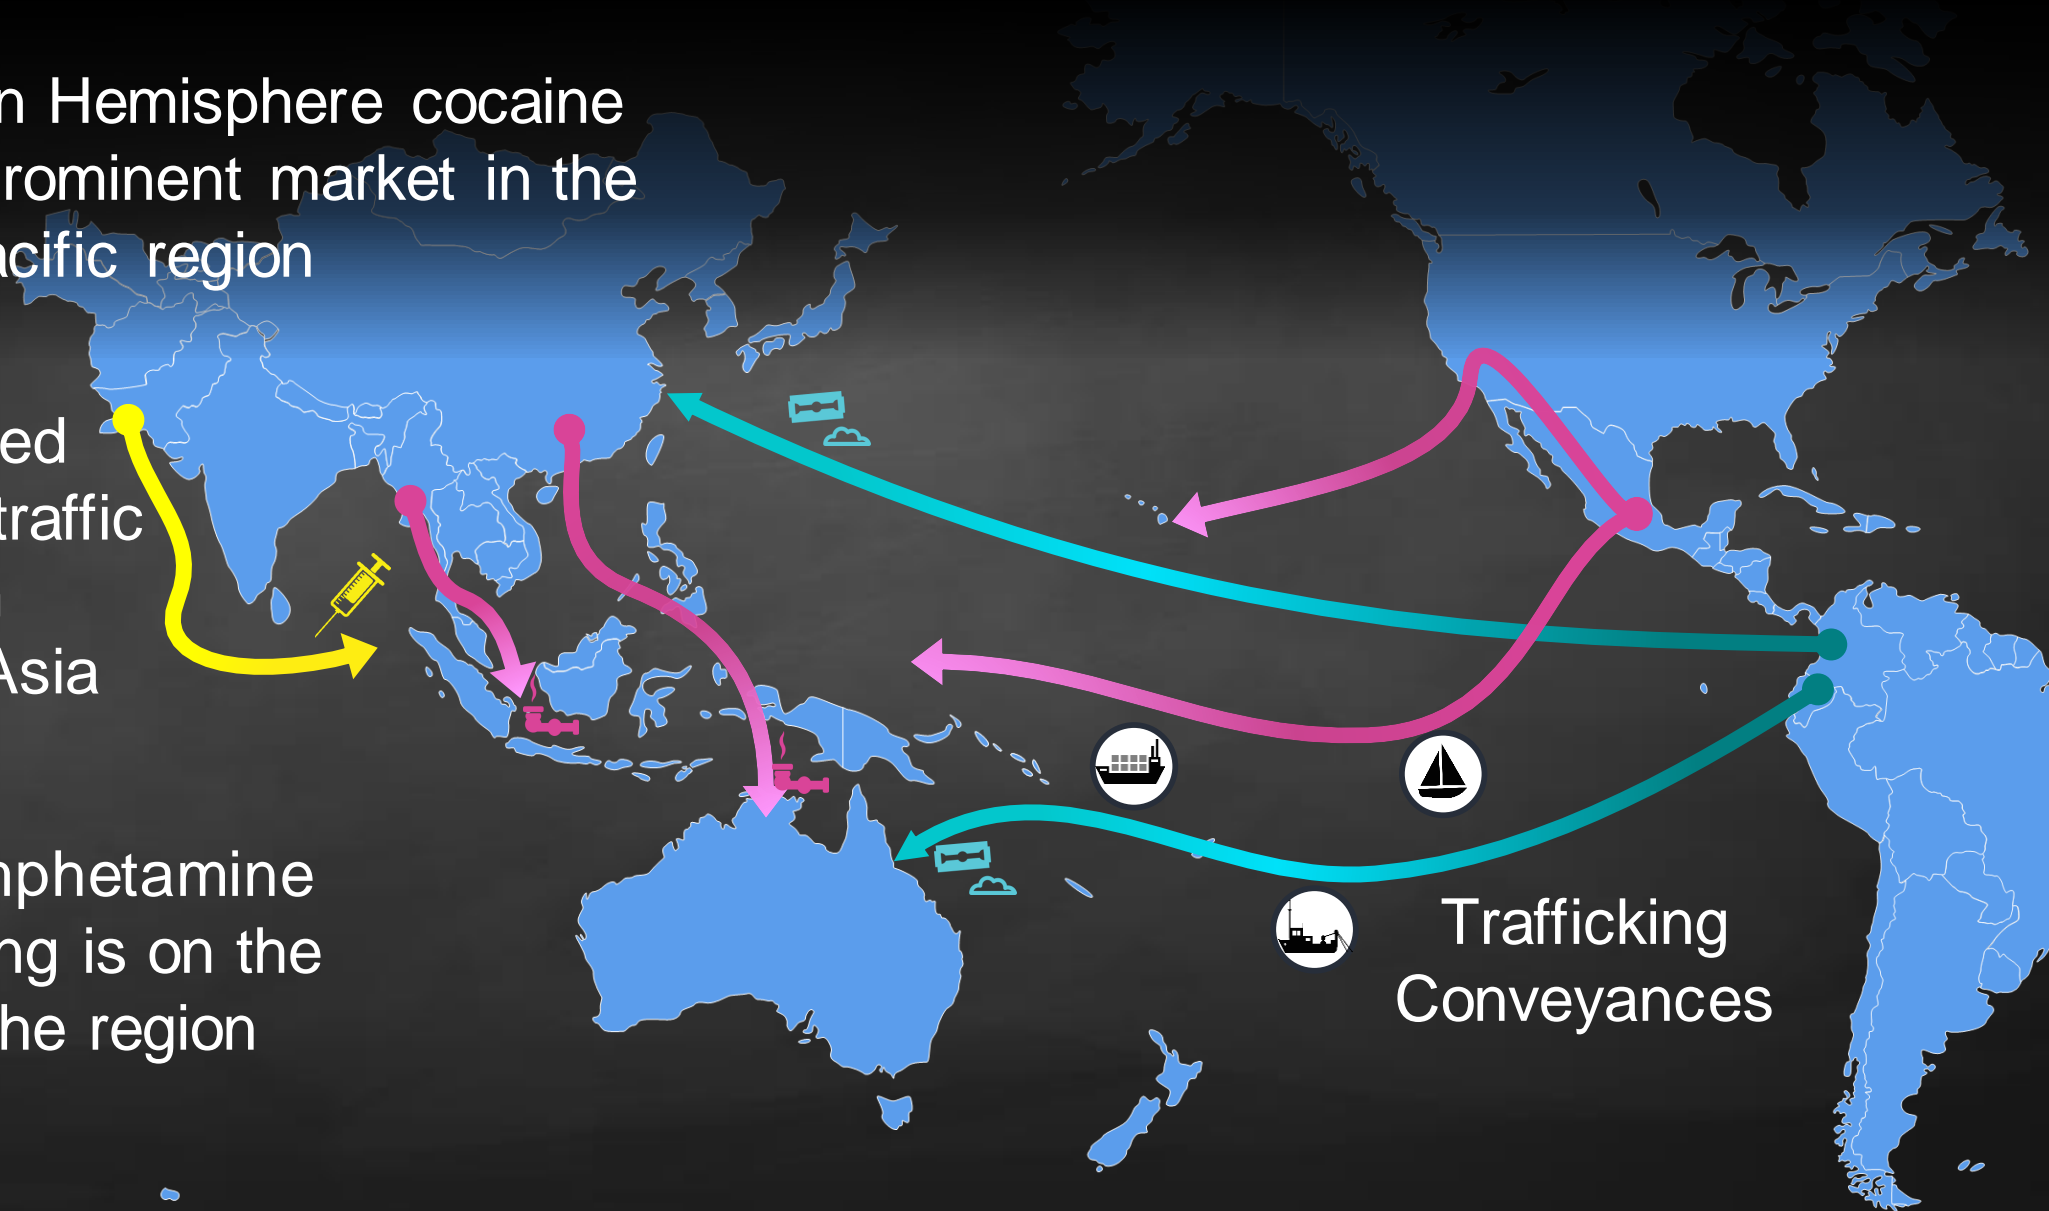 n Hemisphere cocaine
rominent market in the
acific region
ed
traffic
Asia
nphetamine
ng is on the
he region
Trafficking
Conveyances